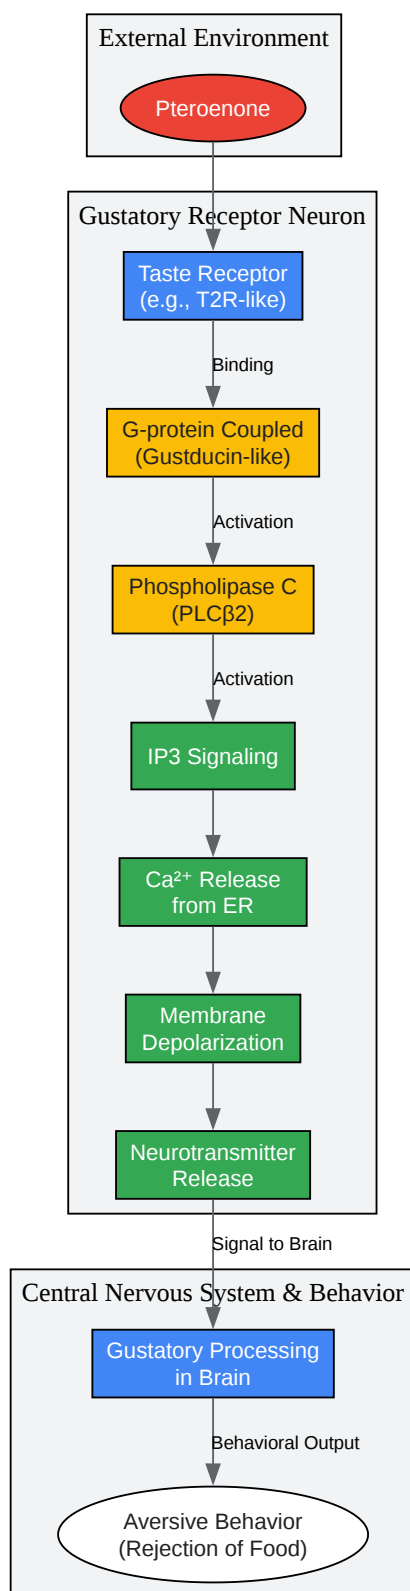 External Environment
Pteroenone
Gustatory Receptor Neuron
Taste Receptor
(e.g., T2R-like)
Binding
G-protein Coupled
(Gustducin-like)
Activation
Phospholipase C
(PLCβ2)
Activation
IP3 Signaling
Ca²⁺ Release
from ER
Membrane
Depolarization
Neurotransmitter
Release
Signal to Brain
Central Nervous System & Behavior
Gustatory Processing
in Brain
Behavioral Output
Aversive Behavior
(Rejection of Food)